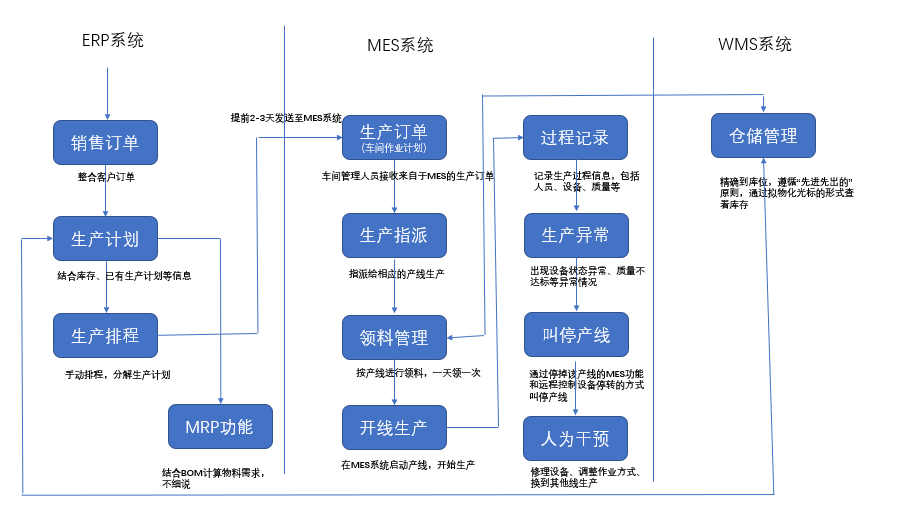 ERP系统
销售订单
整合客户订单
生产计划
结合库存、已有生产计划等信息
生产排程
手动排程，分解生产计划
MRP功能
结合BOM计算物料需求，
不细说
提前2-3天发送至MES系统
MES系统
生产订单
（车间作业计划）
车间管理人员接收来自于MES的生产订单
生产指派
指派给相应的产线生产
领料管理
按产线进行领料，一天领一次
开线生产
在MES系统启动产线，开始生产
过程记录
记录生产过程信息，包括
人员、设备、质量等
生产异常
出现设备状态异常、质量不
达标等异常情况
叫停产线
通过停掉该产线的MES功能
和远程控制设备停转的方式
叫停产线
人为干预
修理设备、调整作业方式、
换到其他线生产
WMS系统
仓储管理
精确到库位，遵循“先进先出的”
原则，通过拟物化光标的形式查
看库存